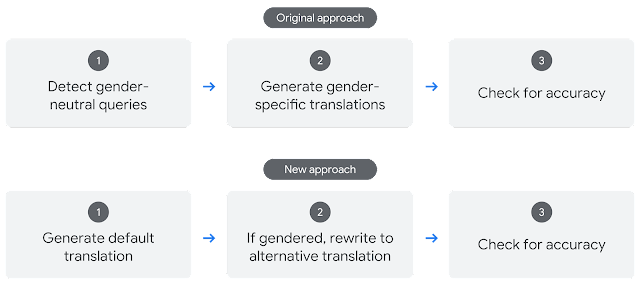 Original approach
1
Detect gender-
neutral queries
2
Generate gender-
specific translations
3
Check for accuracy
New approach
1
Generate default
translation
2
If gendered, rewrite to
alternative translation
3
Check for accuracy